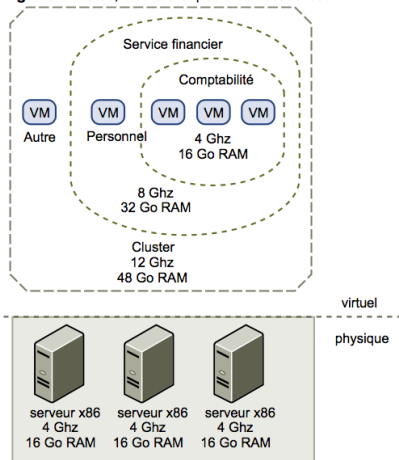 Service financier
Comptabilité
VM VM VM VM VM
Autre Personnel
4 Ghz
16 Go RAM
8 Ghz
32 Go RAM
Cluster
12 Ghz
48 Go RAM
virtuel
physique
serveur x86 serveur x86 serveur x86
4 Ghz 4 Ghz 4 Ghz
16 Go RAM 16 Go RAM 16 Go RAM